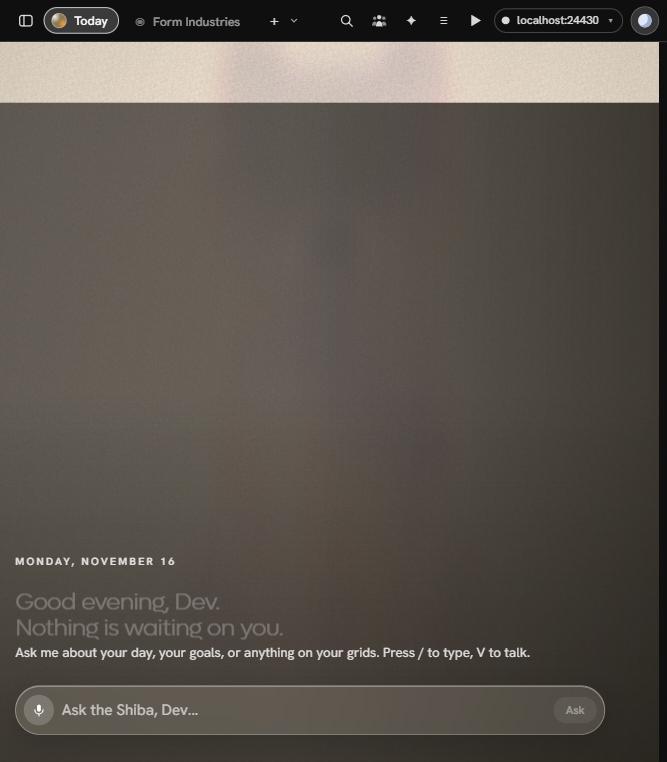 Today
Form Industries
localhost:24430
MONDAY, NOVEMBER 16
Good evening, Dev.
Nothing is waiting on you.
Ask me about your day, your goals, or anything on your grids. Press / to type, V to talk.
Ask the Shiba, Dev...
Ask